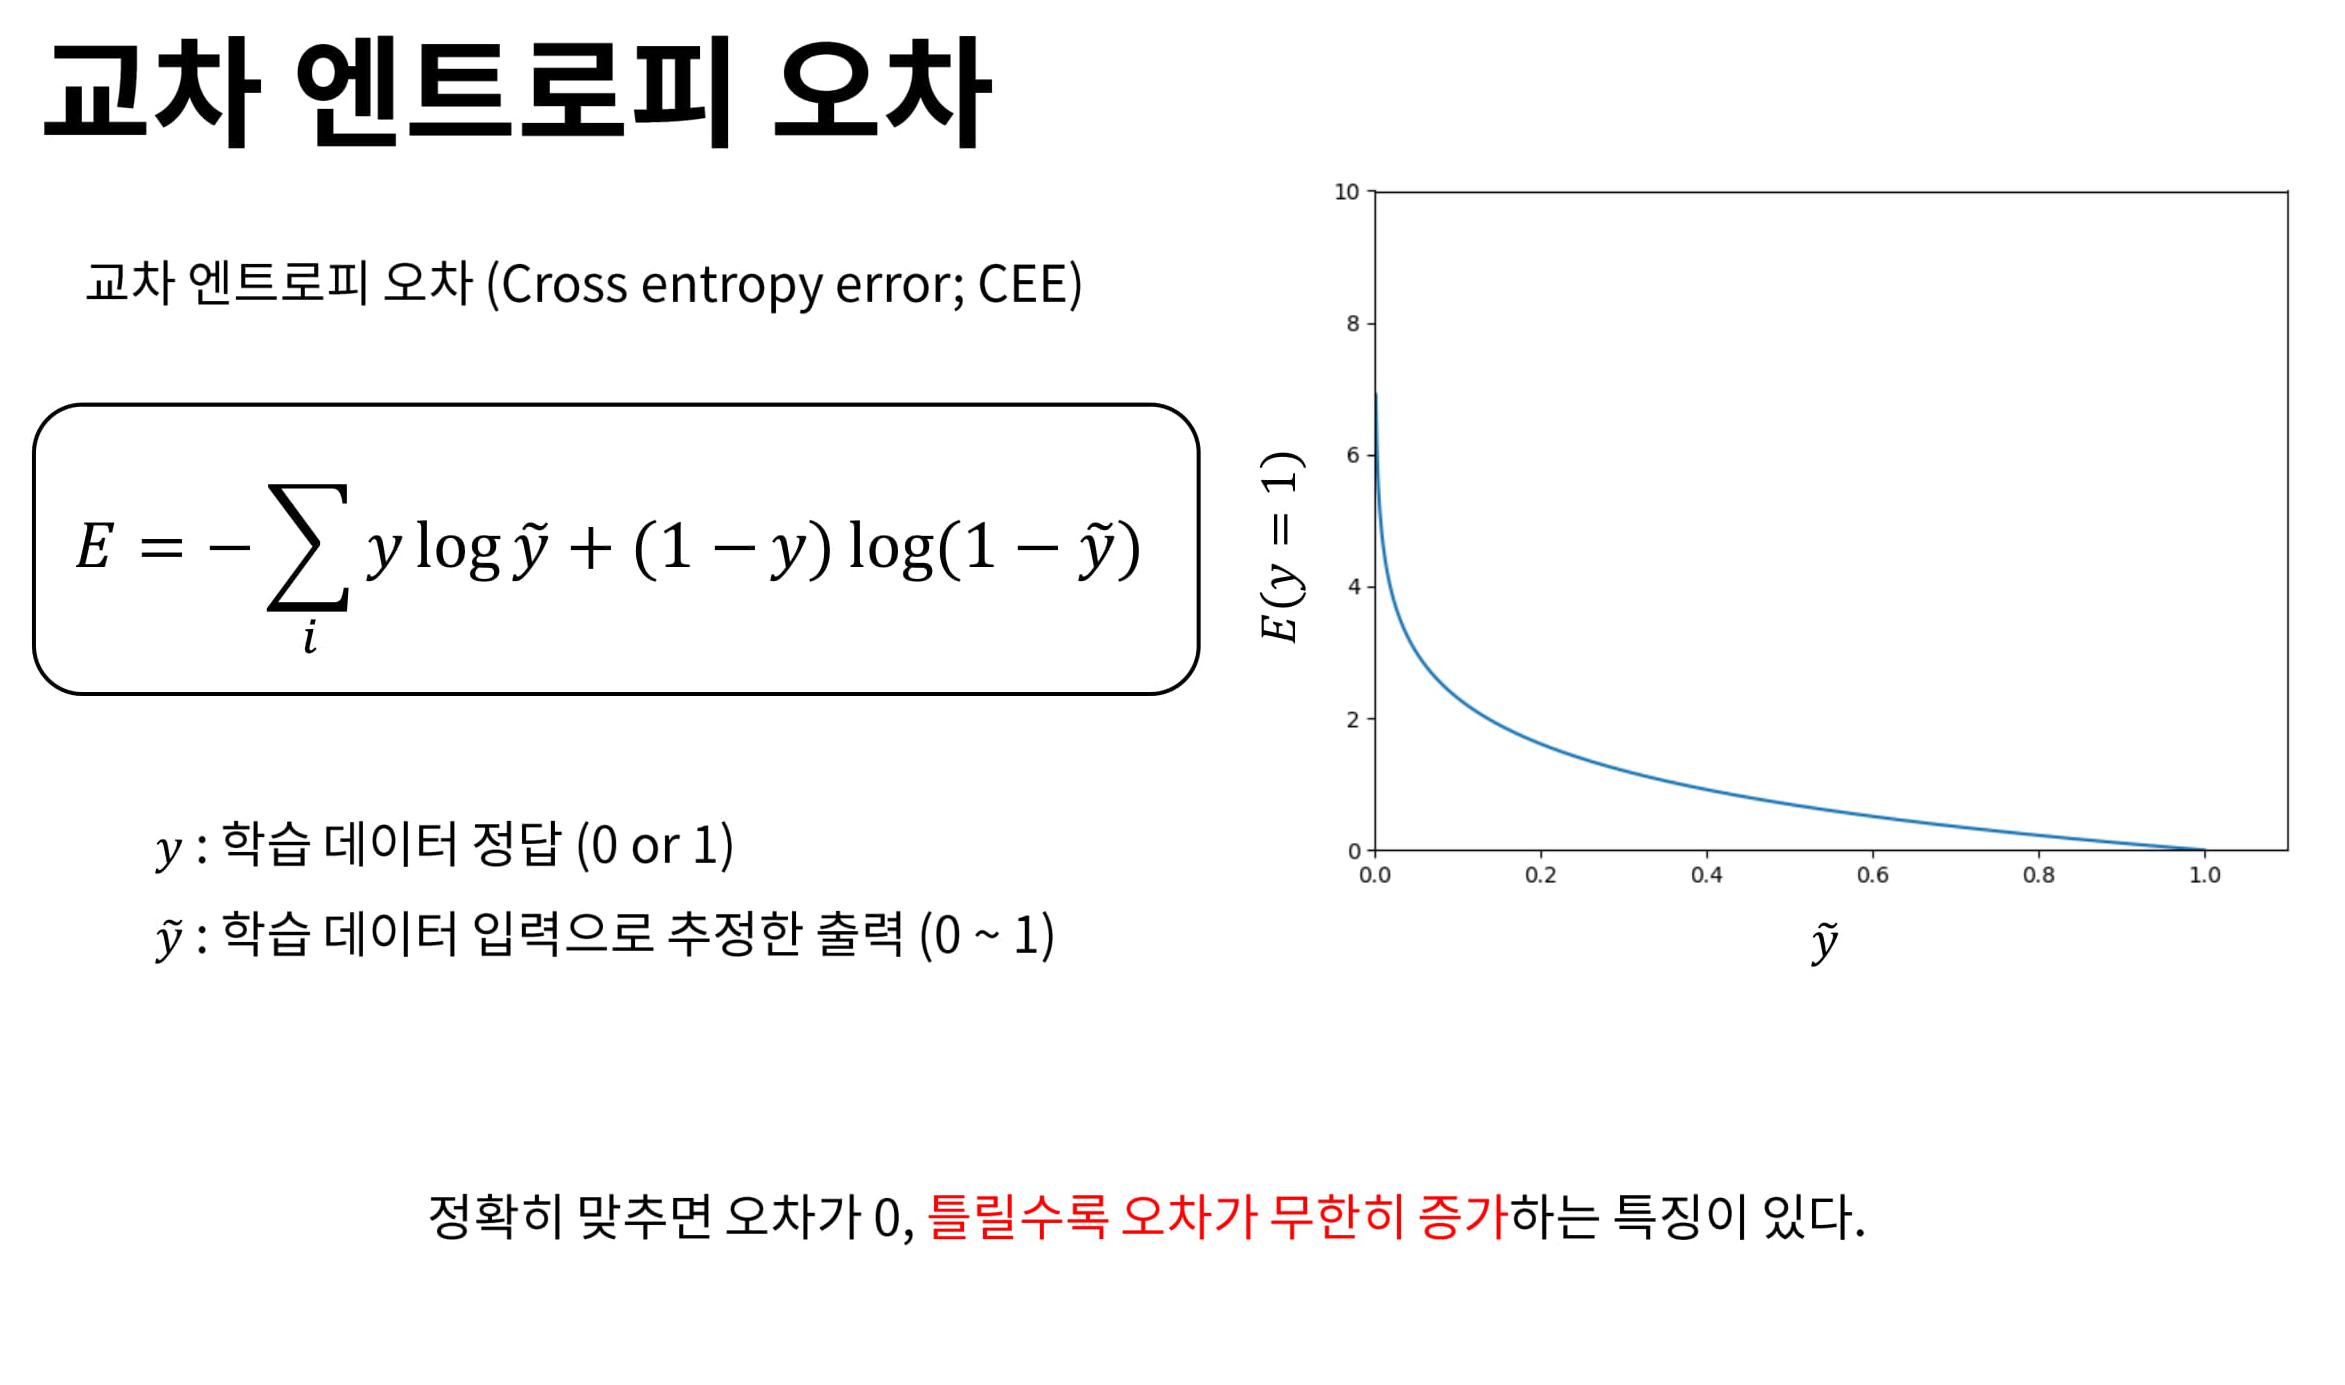 교차 엔트로피 오차
교차 엔트로피 오차 (Cross entropy error; CEE)
E = − ∑ y log ỹ + (1 − y) log(1 − ỹ)
i
y : 학습 데이터 정답 (0 or 1)
ỹ : 학습 데이터 입력으로 추정한 출력 (0 ~ 1)
E(y = 1)
10
8
6
4
2
0
0.0 0.2 0.4 0.6 0.8 1.0
ỹ
정확히 맞추면 오차가 0, 틀릴수록 오차가 무한히 증가하는 특징이 있다.